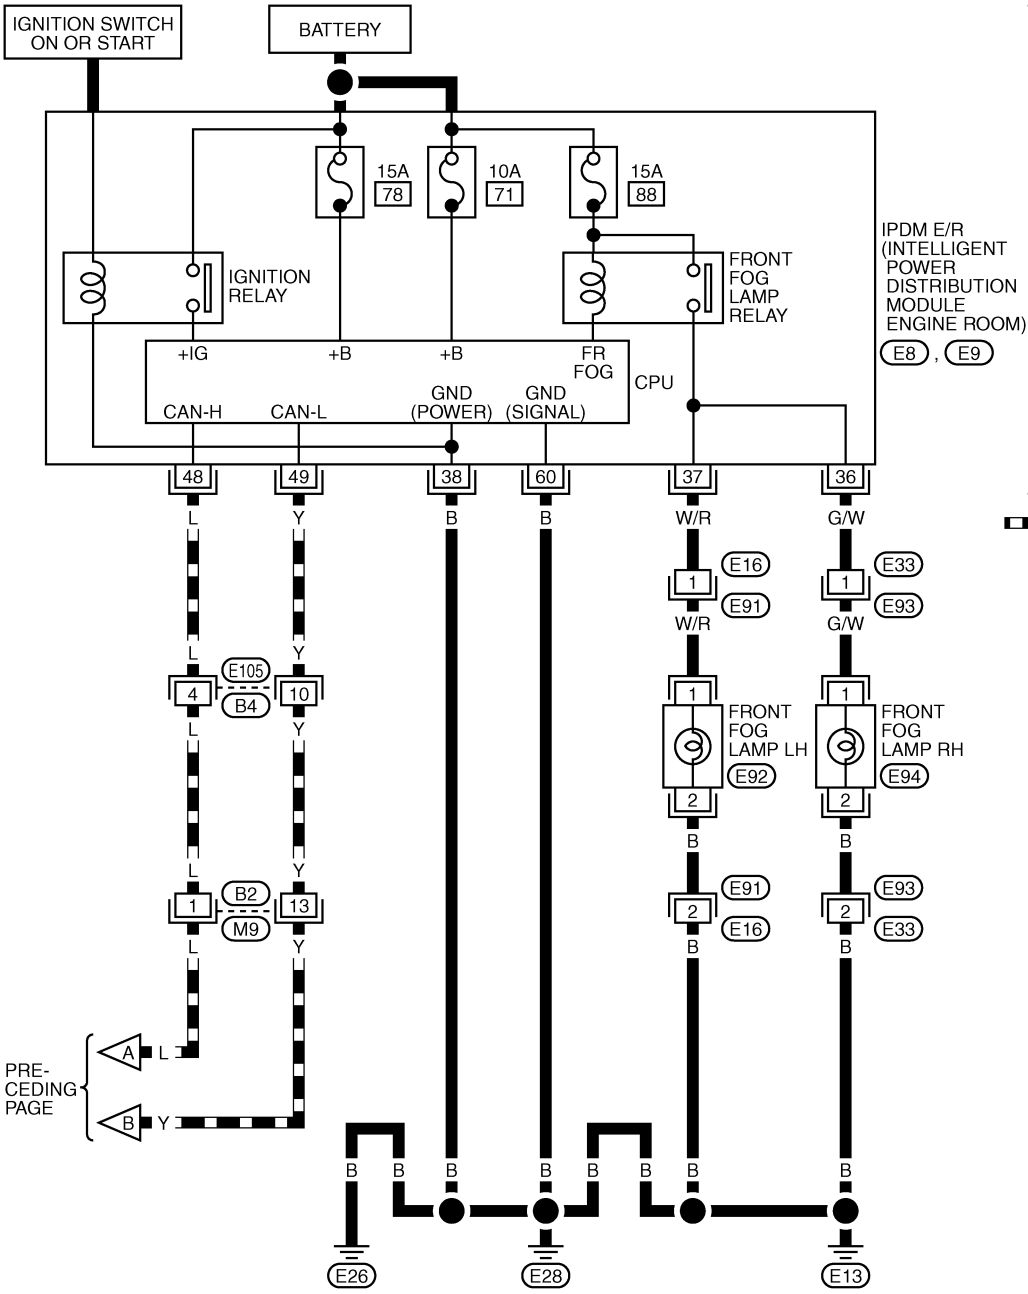 IGNITION SWITCH
ON OR START
BATTERY
15A
78
10A
71
15A
88
IGNITION
RELAY
FRONT
FOG
LAMP
RELAY
IPDM E/R
(INTELLIGENT
POWER
DISTRIBUTION
MODULE
ENGINE ROOM)
E8 , E9
+IG
+B
+B
FR
FOG
CPU
CAN-H
CAN-L
GND
(POWER)
GND
(SIGNAL)
48
49
38
60
37
36
L
Y
B
B
W/R
G/W
1
E16
E91
1
E33
E93
W/R
G/W
L
Y
4
E105
B4
10
L
Y
1
FRONT
FOG
LAMP LH
E92
2
1
FRONT
FOG
LAMP RH
E94
2
B
B
L
Y
1
B2
M9
13
2
E91
E16
2
E93
E33
L
Y
B
B
PRE-
CEDING
PAGE
A
L
B
Y
B
B
B
B
B
B
B
B
E26
E28
E13